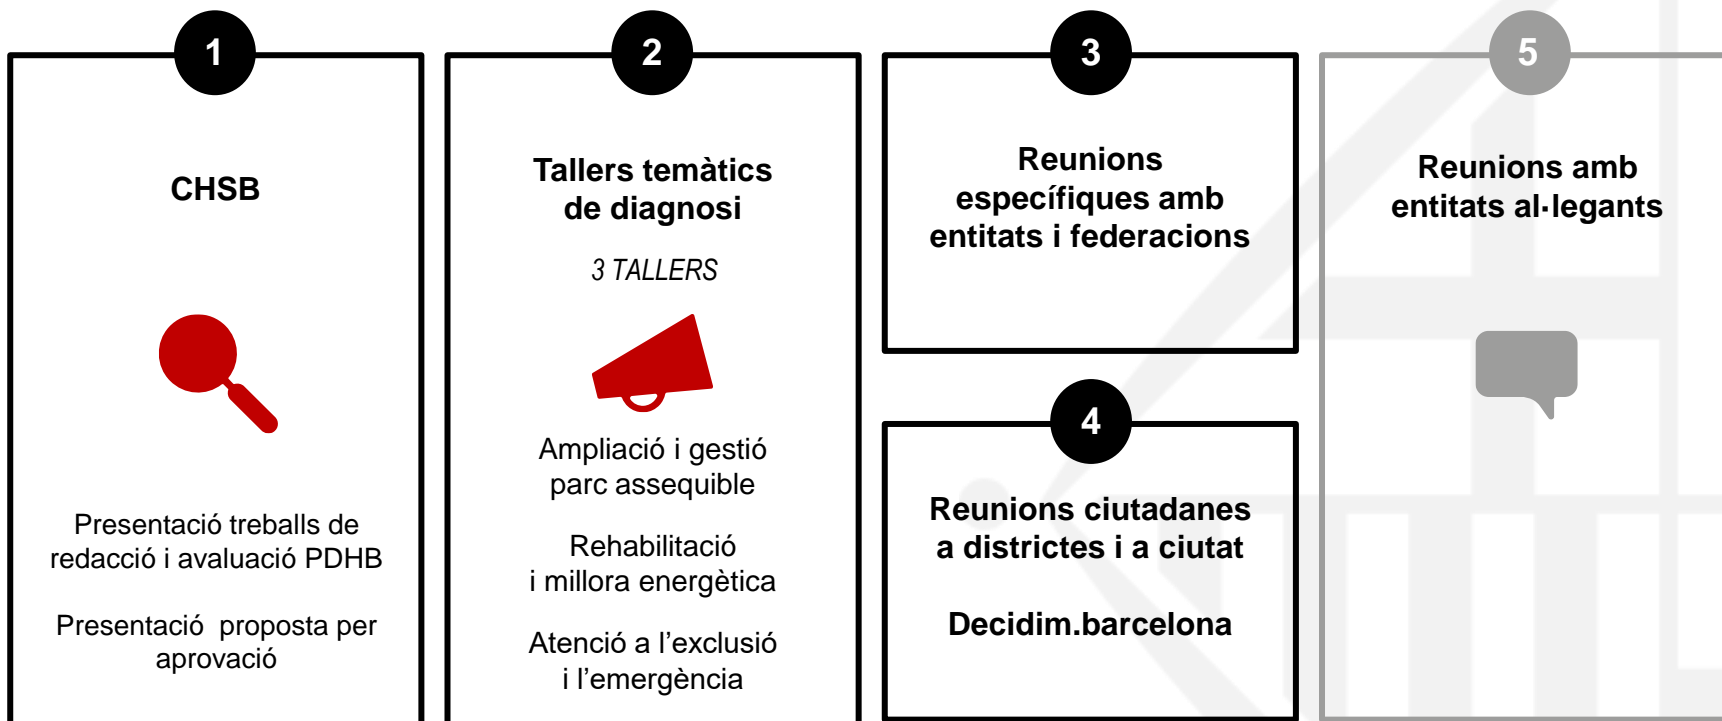 1
CHSB
Presentació treballs de
redacció i avaluació PDHB
Presentació proposta per
aprovació
2
Tallers temàtics
de diagnosi
3 TALLERS
Ampliació i gestió
parc assequible
Rehabilitació
i millora energètica
Atenció a l’exclusió
i l’emergència
3
Reunions
específiques amb
entitats i federacions
4
Reunions ciutadanes
a districtes i a ciutat
Decidim.barcelona
5
Reunions amb
entitats al·legants